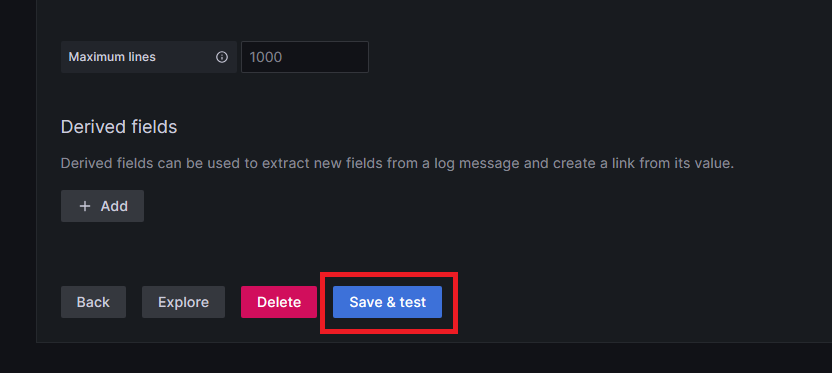 Maximum lines
1000
Derived fields
Derived fields can be used to extract new fields from a log message and create a link from its value.
+ Add
Back Explore Delete Save & test